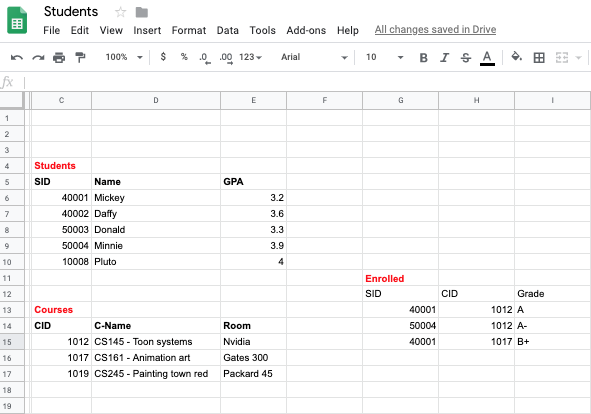 Students
File Edit View Insert Format Data Tools Add-ons Help All changes saved in Drive
100% $ % .0 .00 123 Arial 10 B I S A
fx
C D E F G H I
1
2
3
4 Students
5 SID Name GPA
6 40001 Mickey 3.2
7 40002 Daffy 3.6
8 50003 Donald 3.3
9 50004 Minnie 3.9
10 10008 Pluto 4
11 Enrolled
12 SID CID Grade
13 Courses 40001 1012 A
14 CID C-Name Room 50004 1012 A-
15 1012 CS145 - Toon systems Nvidia 40001 1017 B+
16 1017 CS161 - Animation art Gates 300
17 1019 CS245 - Painting town red Packard 45
18
19